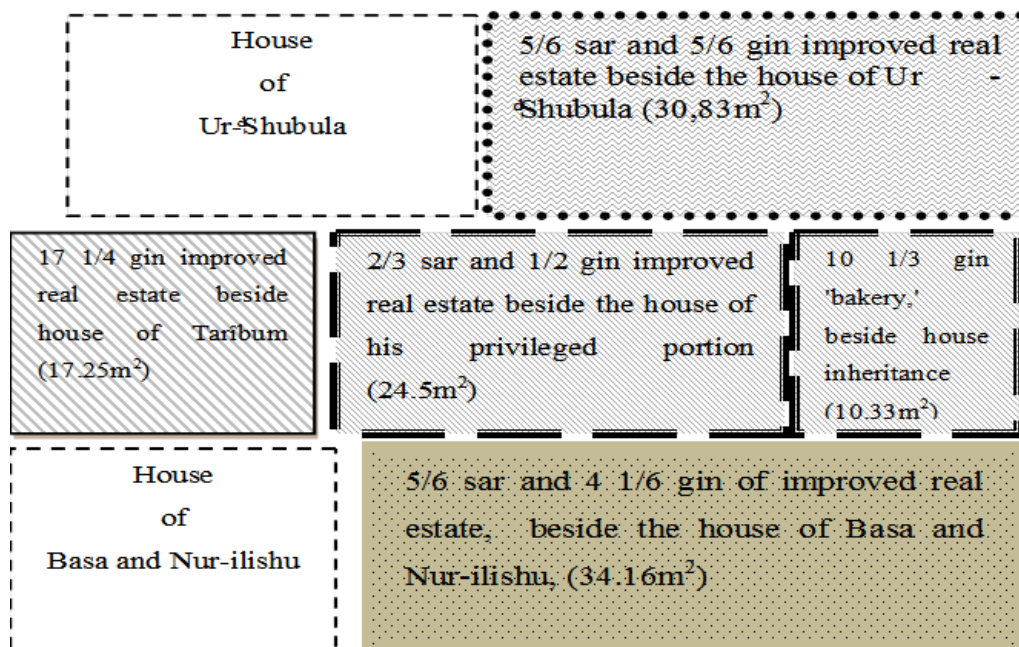 House
of
Ur-ᵈShubula
5/6 sar and 5/6 gin improved real
estate beside the house of Ur -
ᵈShubula (30,83m²)
17 1/4 gin improved
real estate beside
house of Tarîbum
(17.25m²)
2/3 sar and 1/2 gin improved
real estate beside the house of
his privileged portion
(24.5m²)
10 1/3 gin
'bakery,'
beside house
inheritance
(10.33m²)
House
of
Basa and Nur-ilishu
5/6 sar and 4 1/6 gin of improved real
estate, beside the house of Basa and
Nur-ilishu, (34.16m²)